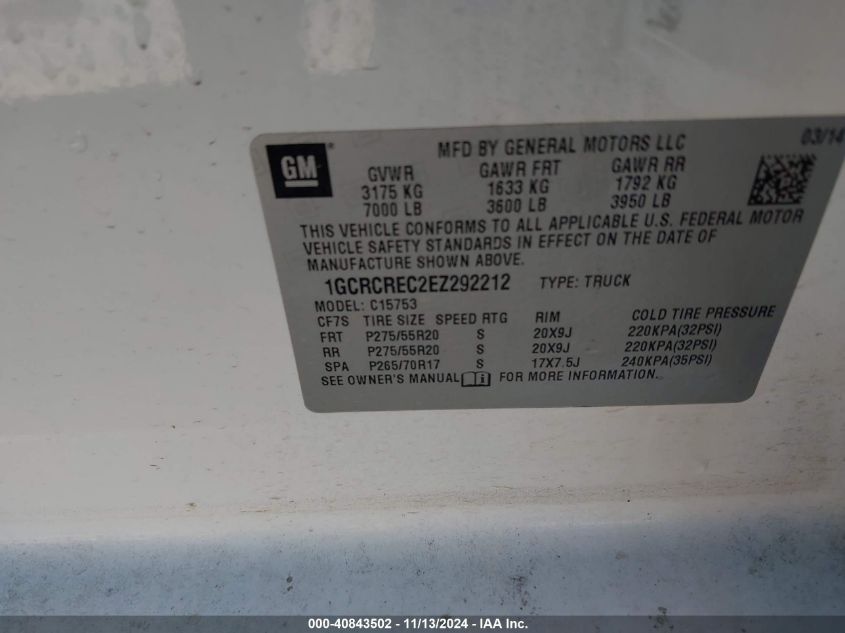 GM
MFD BY GENERAL MOTORS LLC 03/14
GVWR GAWR FRT GAWR RR
3175 KG 1633 KG 1792 KG
7000 LB 3600 LB 3950 LB
THIS VEHICLE CONFORMS TO ALL APPLICABLE U.S. FEDERAL MOTOR
VEHICLE SAFETY STANDARDS IN EFFECT ON THE DATE OF
MANUFACTURE SHOWN ABOVE.
1GCRCREC2EZ292212 TYPE: TRUCK
MODEL: C15753
CF7S TIRE SIZE SPEED RTG RIM COLD TIRE PRESSURE
FRT P275/55R20 S 20X9J 220KPA(32PSI)
RR P275/55R20 S 20X9J 220KPA(32PSI)
SPA P265/70R17 S 17X7.5J 240KPA(35PSI)
SEE OWNER'S MANUAL FOR MORE INFORMATION.
000-40843502 - 11/13/2024 - IAA Inc.